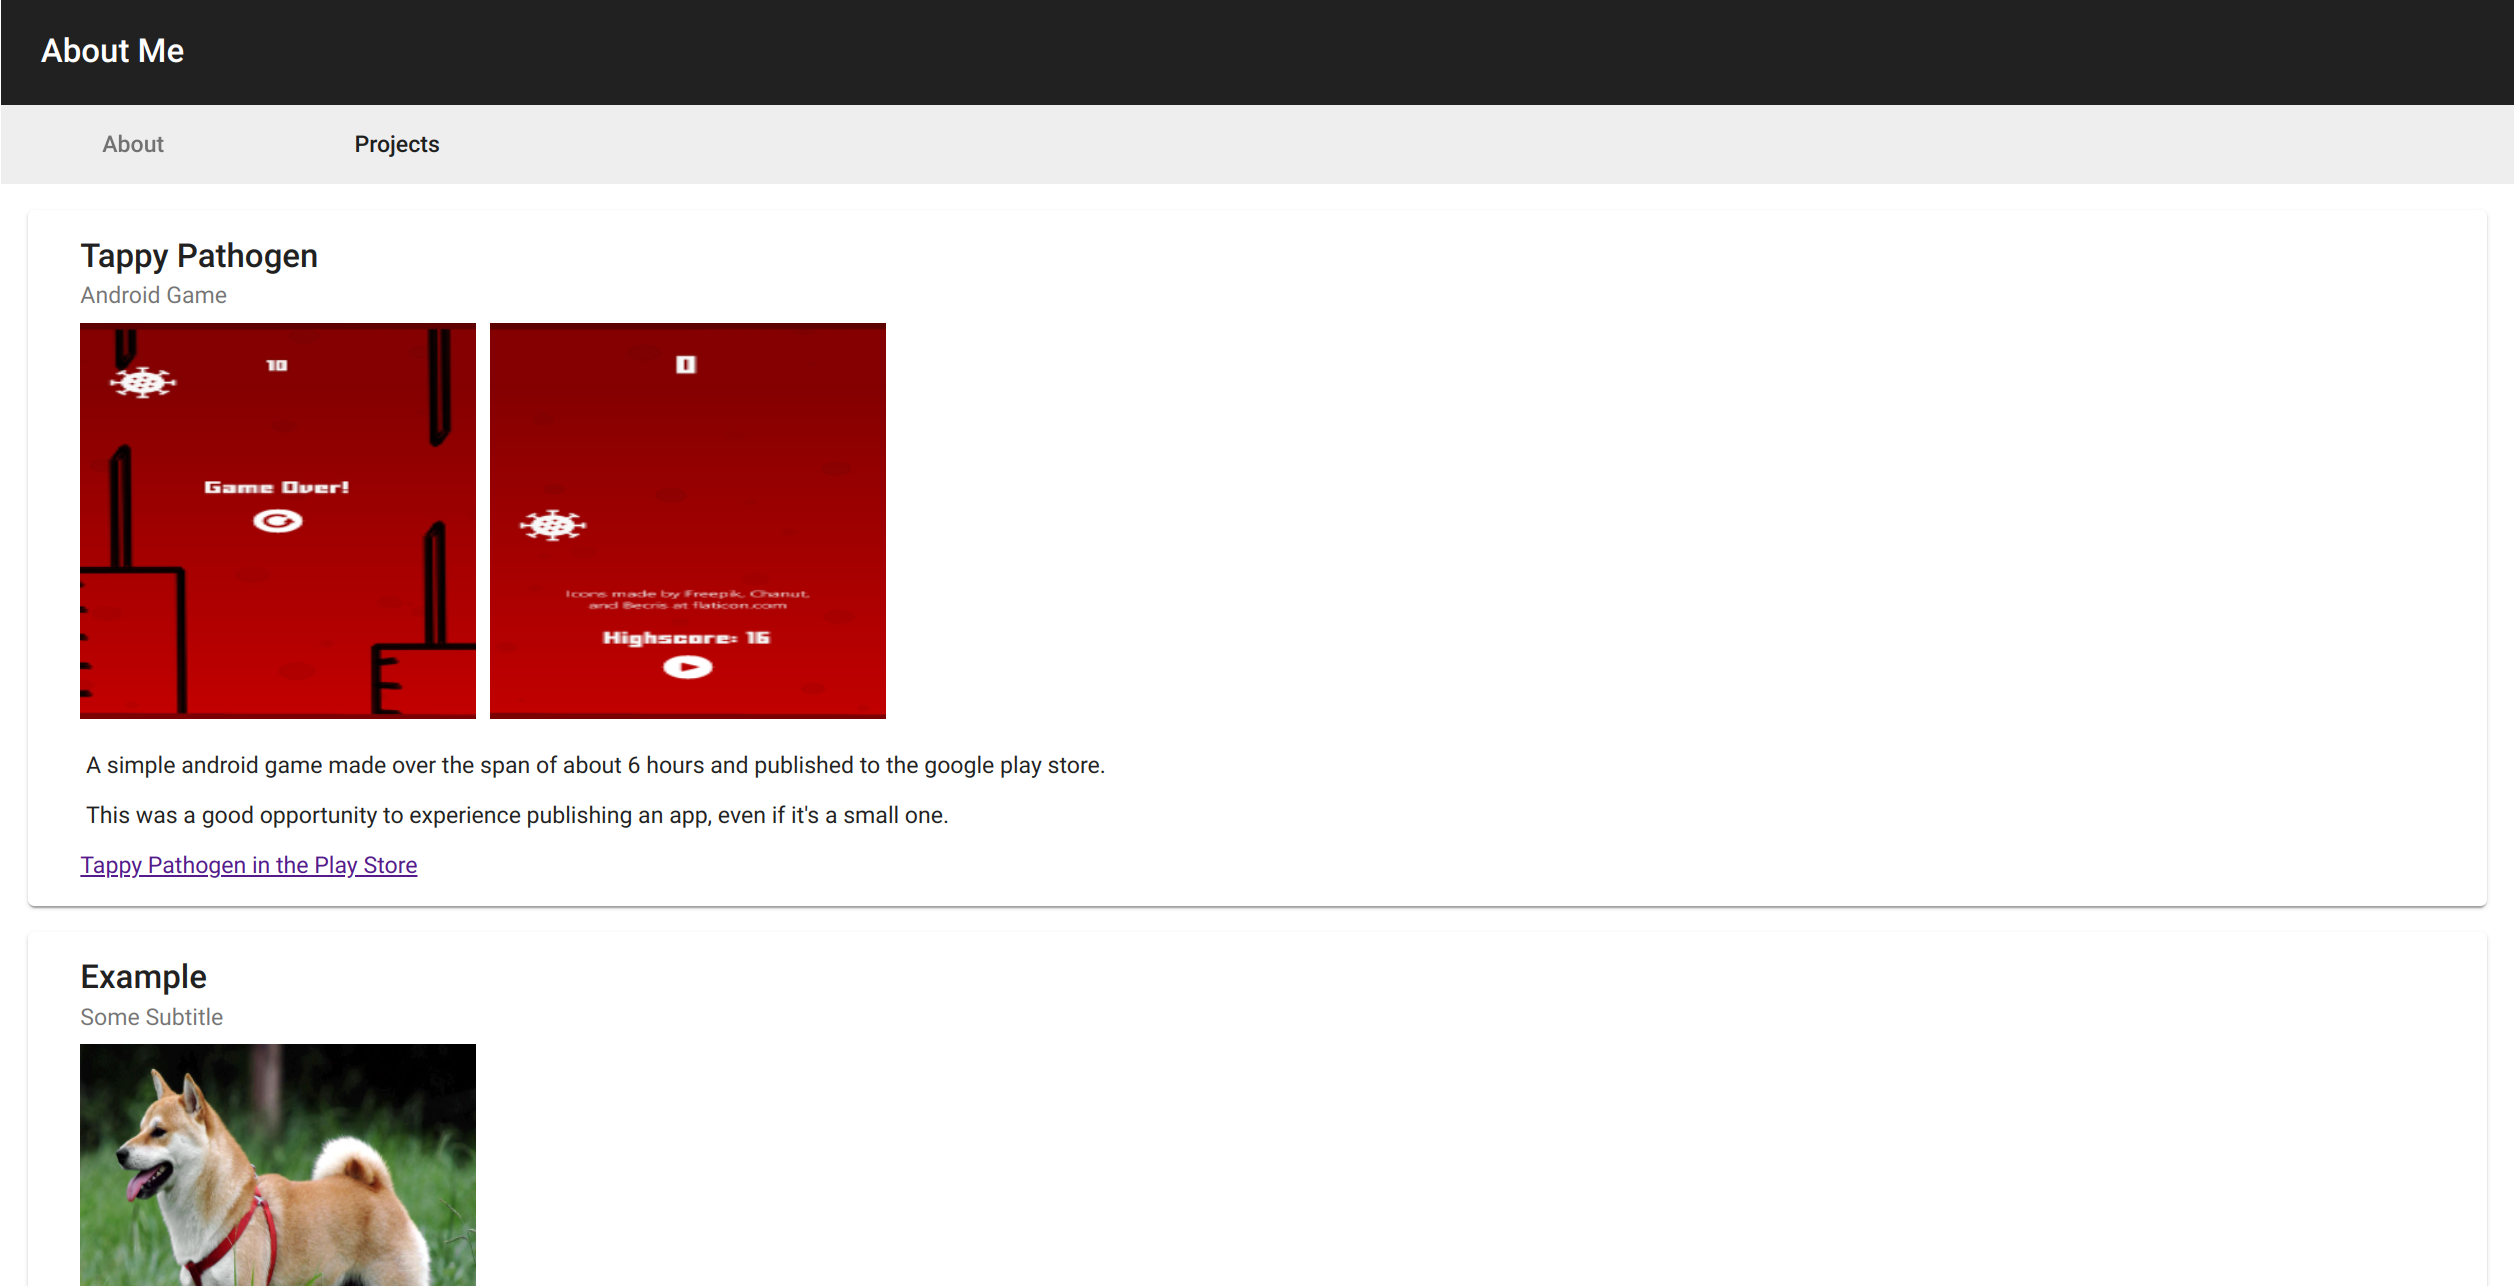 About Me
About
Projects
Tappy Pathogen
Android Game
10
Game Over!
0
Icons made by Freepik, Chanut,
and Becris at flaticon.com
Highscore: 16
A simple android game made over the span of about 6 hours and published to the google play store.
This was a good opportunity to experience publishing an app, even if it's a small one.
Tappy Pathogen in the Play Store
Example
Some Subtitle